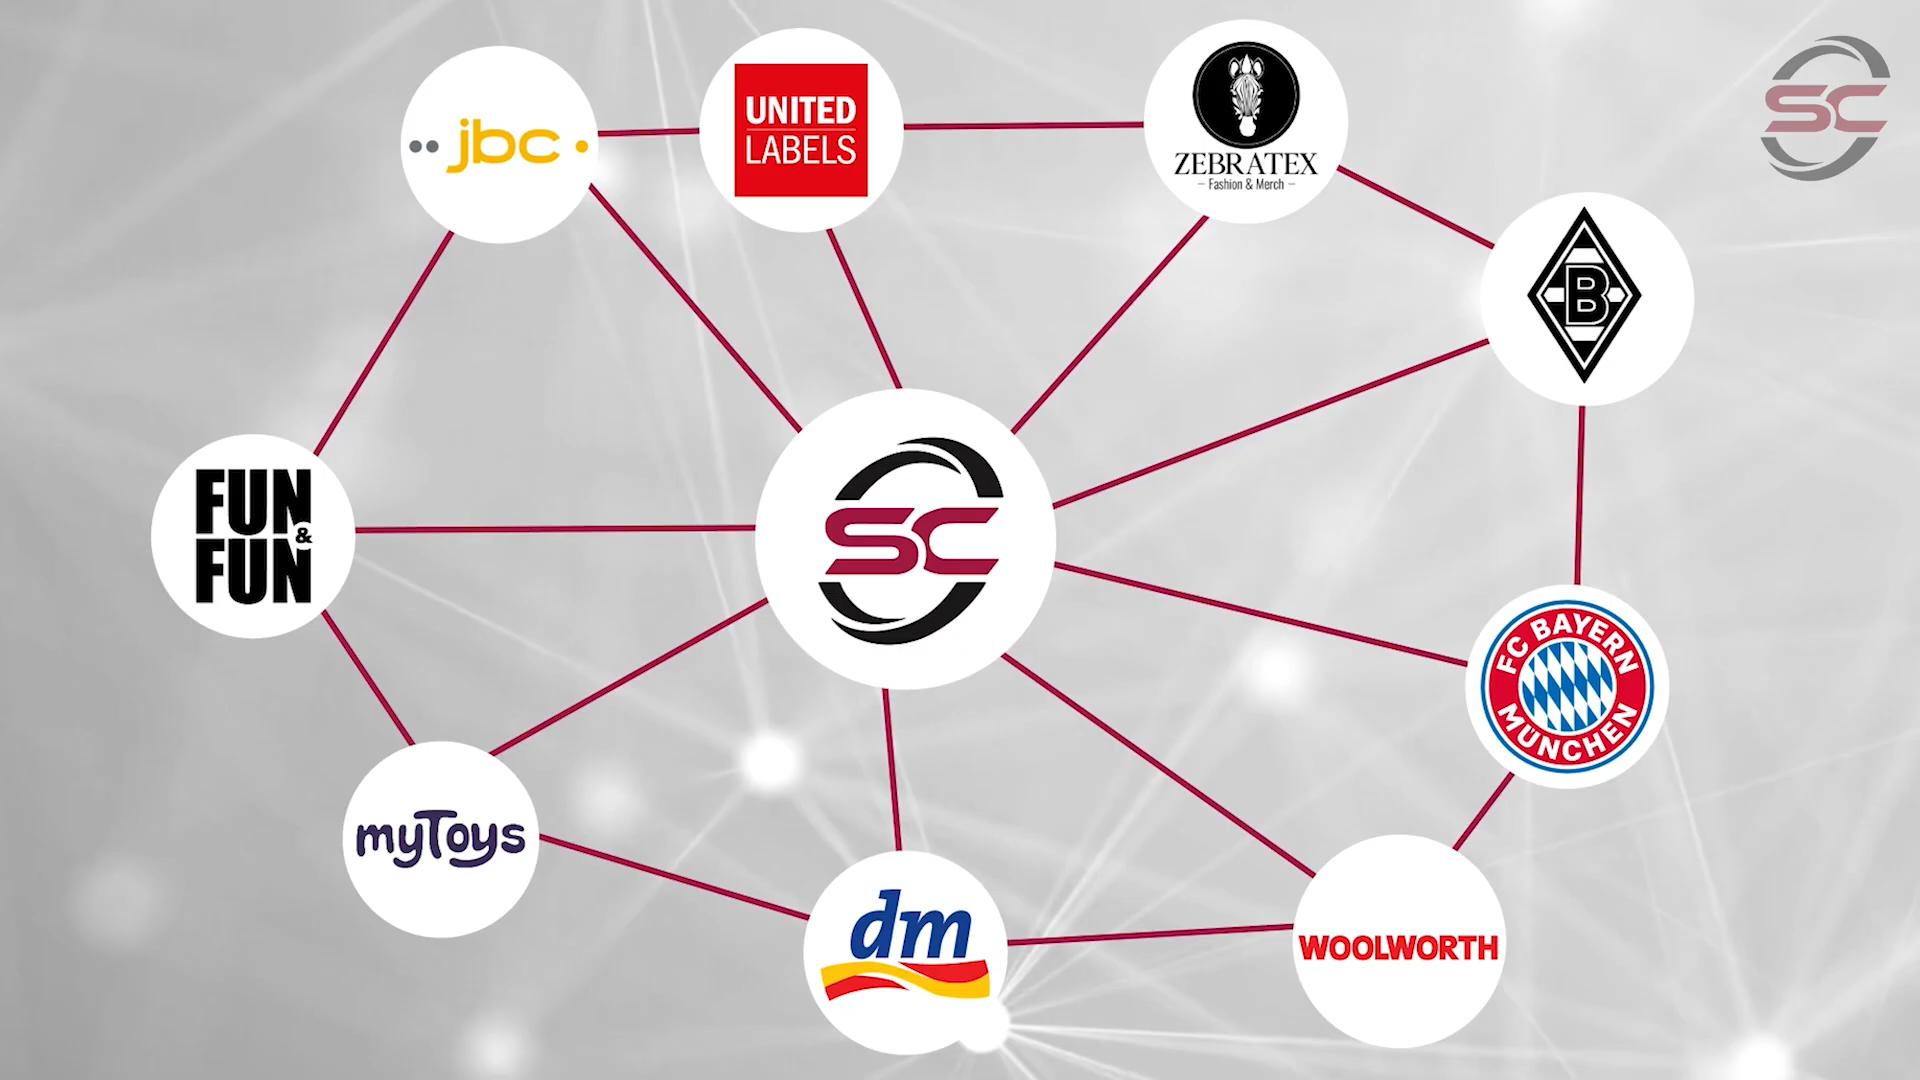 jbc
UNITED
LABELS
ZEBRATEX
– Fashion & Merch –
SC
B
FUN
&
FUN
SC
FC BAYERN
MÜNCHEN
myToys
dm
WOOLWORTH